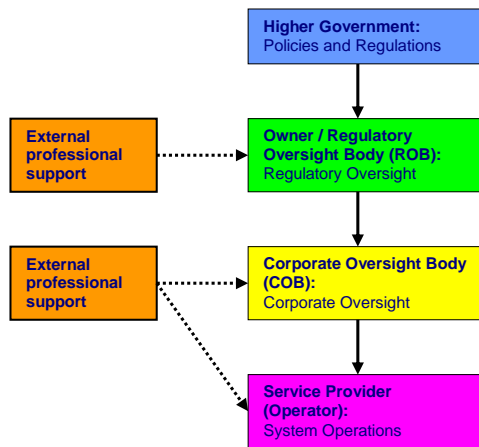 Higher Government:
Policies and Regulations
External
professional
support
Owner / Regulatory
Oversight Body (ROB):
Regulatory Oversight
External
professional
support
Corporate Oversight Body
(COB):
Corporate Oversight
Service Provider
(Operator):
System Operations